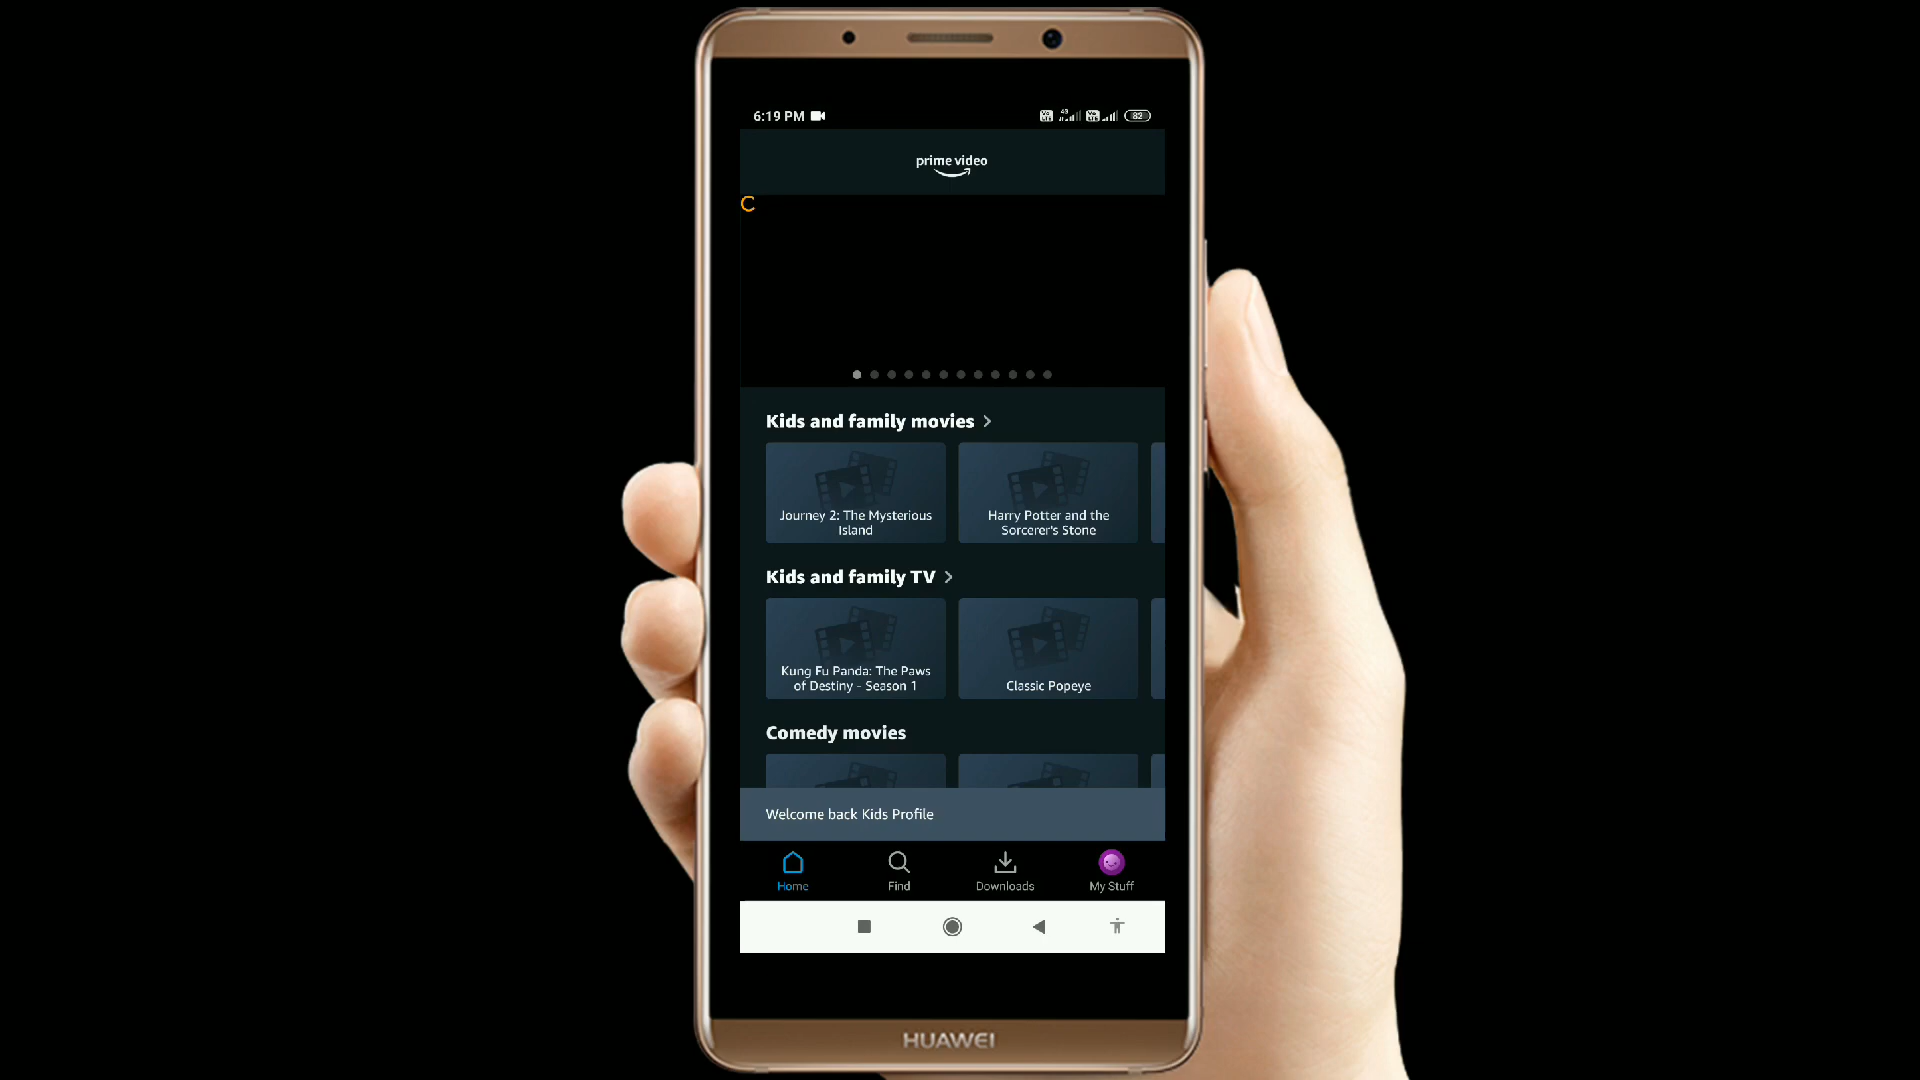 6:19 PM
82
prime video
Kids and family movies
Journey 2: The Mysterious
Island
Harry Potter and the
Sorcerer's Stone
Kids and family TV
Kung Fu Panda: The Paws
of Destiny - Season 1
Classic Popeye
Comedy movies
Welcome back Kids Profile
Home
Find
Downloads
My Stuff
HUAWEI